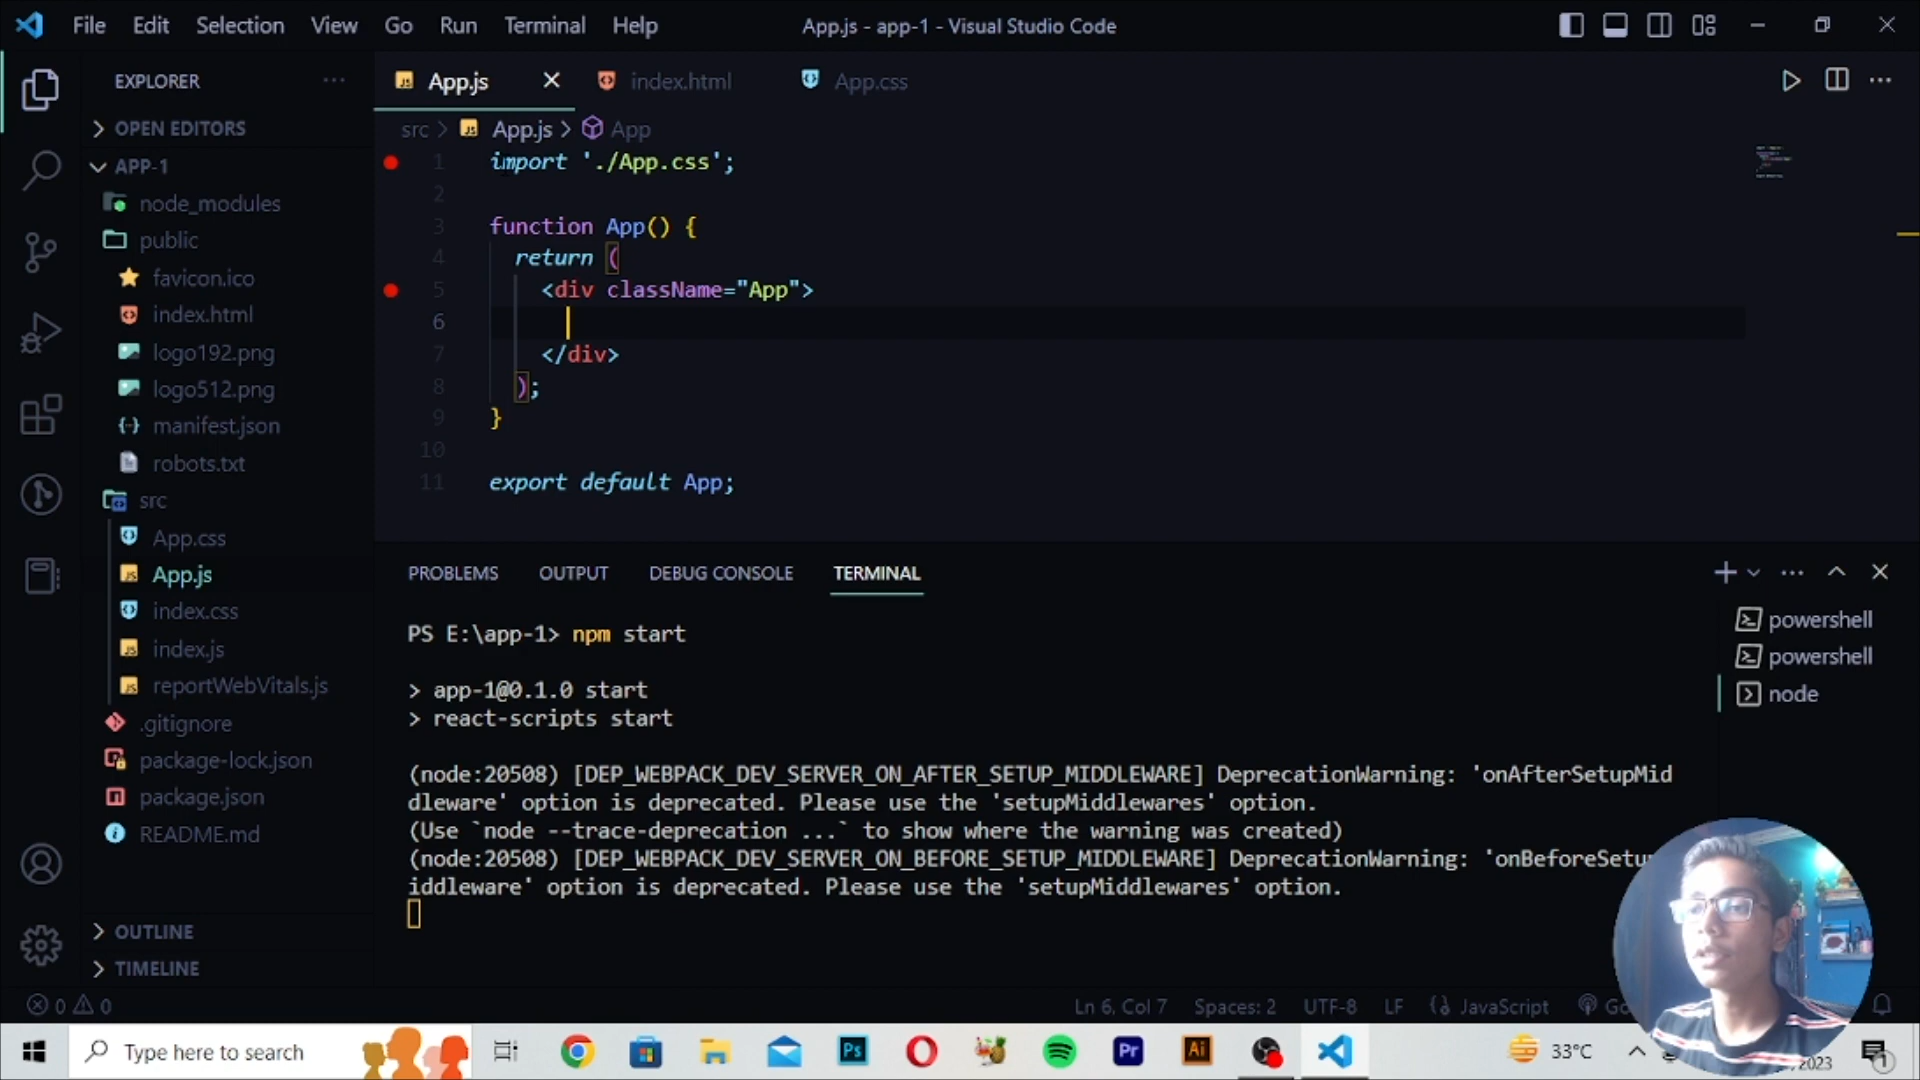 File Edit Selection View Go Run Terminal Help App.js - app-1 - Visual Studio Code
EXPLORER
OPEN EDITORS
APP-1
node_modules
public
favicon.ico
index.html
logo192.png
logo512.png
manifest.json
robots.txt
src
App.css
App.js
index.css
index.js
reportWebVitals.js
.gitignore
package-lock.json
package.json
README.md
OUTLINE
TIMELINE
App.js index.html App.css
src > App.js > App
1 import './App.css';
2
3 function App() {
4 return (
5 <div className="App">
6
7 </div>
8 );
9 }
10
11 export default App;
PROBLEMS OUTPUT DEBUG CONSOLE TERMINAL
PS E:\app-1> npm start
> app-1@0.1.0 start
> react-scripts start
(node:20508) [DEP_WEBPACK_DEV_SERVER_ON_AFTER_SETUP_MIDDLEWARE] DeprecationWarning: 'onAfterSetupMid
dleware' option is deprecated. Please use the 'setupMiddlewares' option.
(Use `node --trace-deprecation ...` to show where the warning was created)
(node:20508) [DEP_WEBPACK_DEV_SERVER_ON_BEFORE_SETUP_MIDDLEWARE] DeprecationWarning: 'onBeforeSetu
iddleware' option is deprecated. Please use the 'setupMiddlewares' option.
powershell
powershell
node
0 0 Ln 6, Col 7 Spaces: 2 UTF-8 LF JavaScript Go
Type here to search Ps Pr Ai 33°C 2023 1